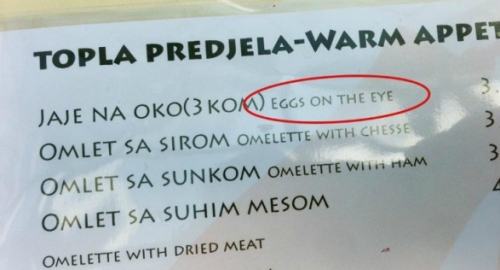 TOPLA PREDJELA-WARM APPET
JAJE NA OKO(3 KOM) EGGS ON THE EYE 3.
OMLET SA SIROM OMELETTE WITH CHESSE 3
OMLET SA SUNKOM OMELETTE WITH HAM 3
OMLET SA SUHIM MESOM
OMELETTE WITH DRIED MEAT